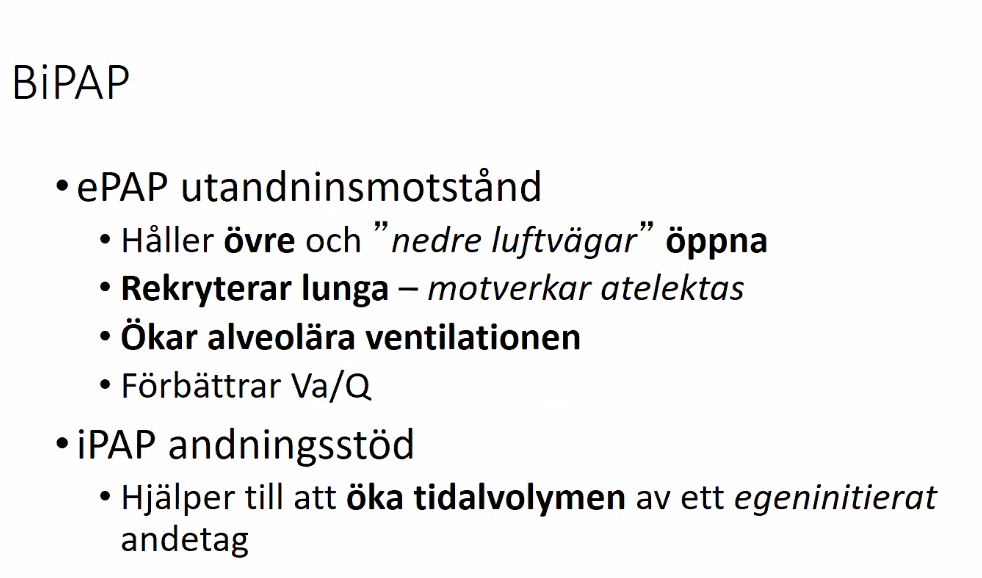 BiPAP
• ePAP utandninsmotstånd
• Håller övre och ”nedre luftvägar” öppna
• Rekryterar lunga – motverkar atelektas
• Ökar alveolära ventilationen
• Förbättrar Va/Q
• iPAP andningsstöd
• Hjälper till att öka tidalvolymen av ett egeninitierat
andetag